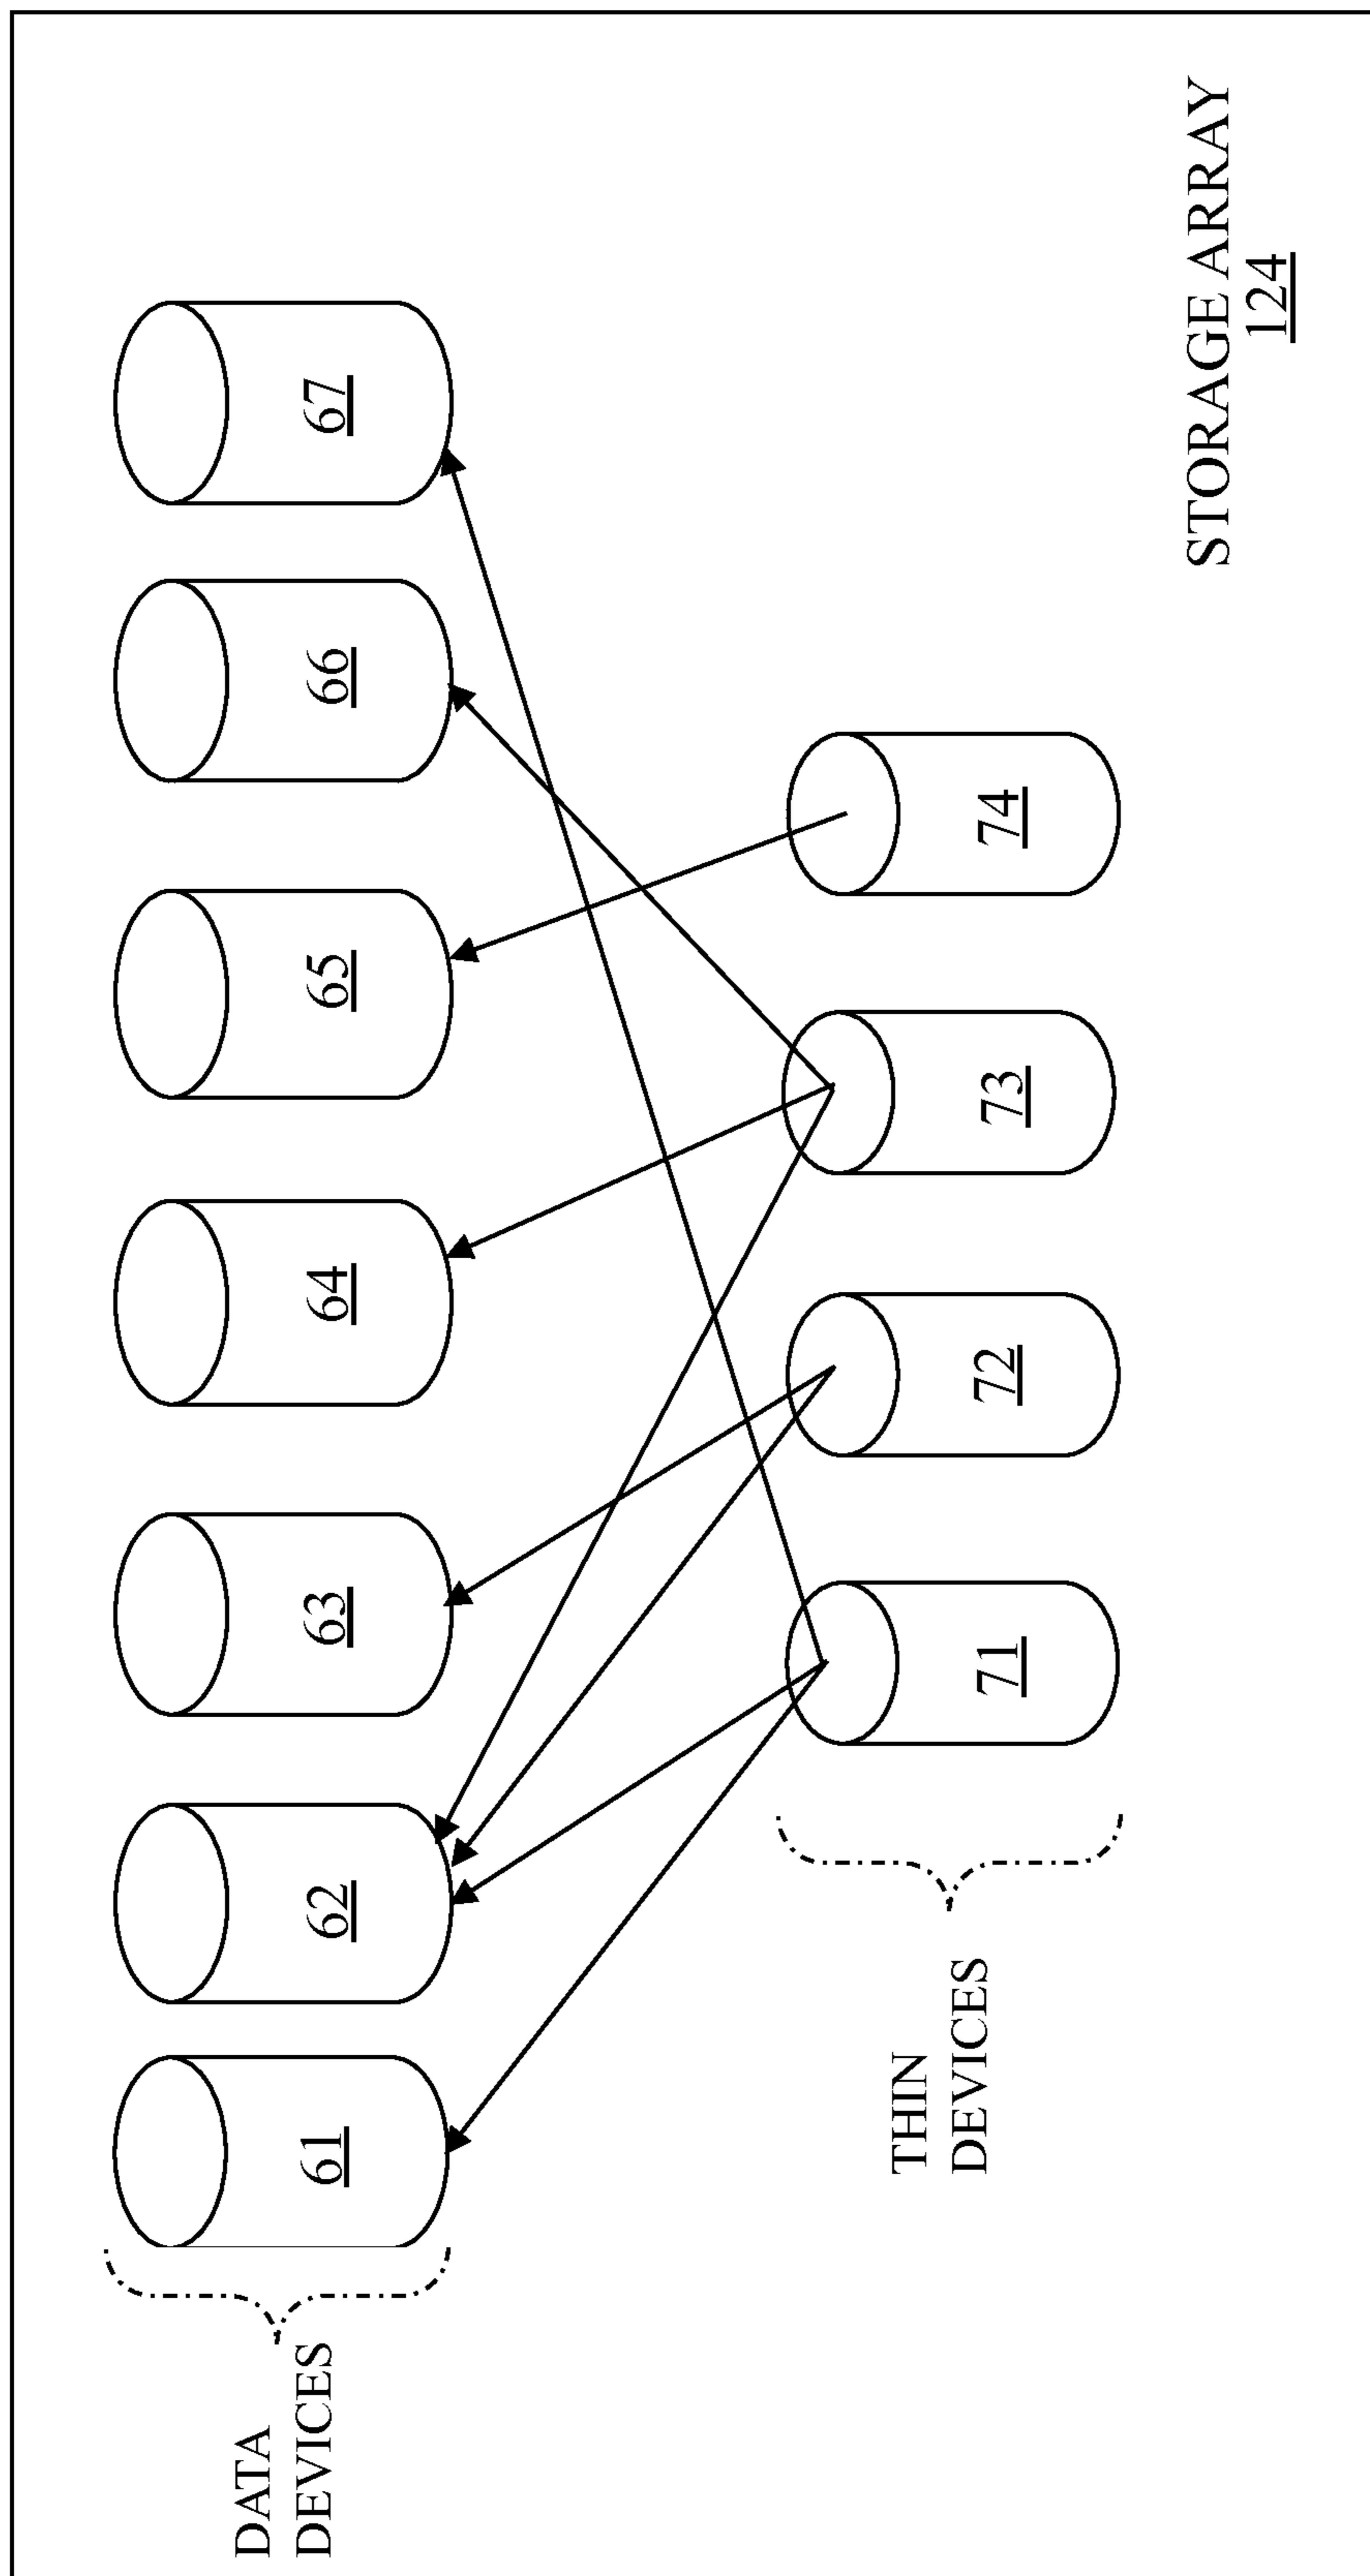 DATA
DEVICES
61
62
63
64
65
66
67
THIN
DEVICES
71
72
73
74
STORAGE ARRAY
124